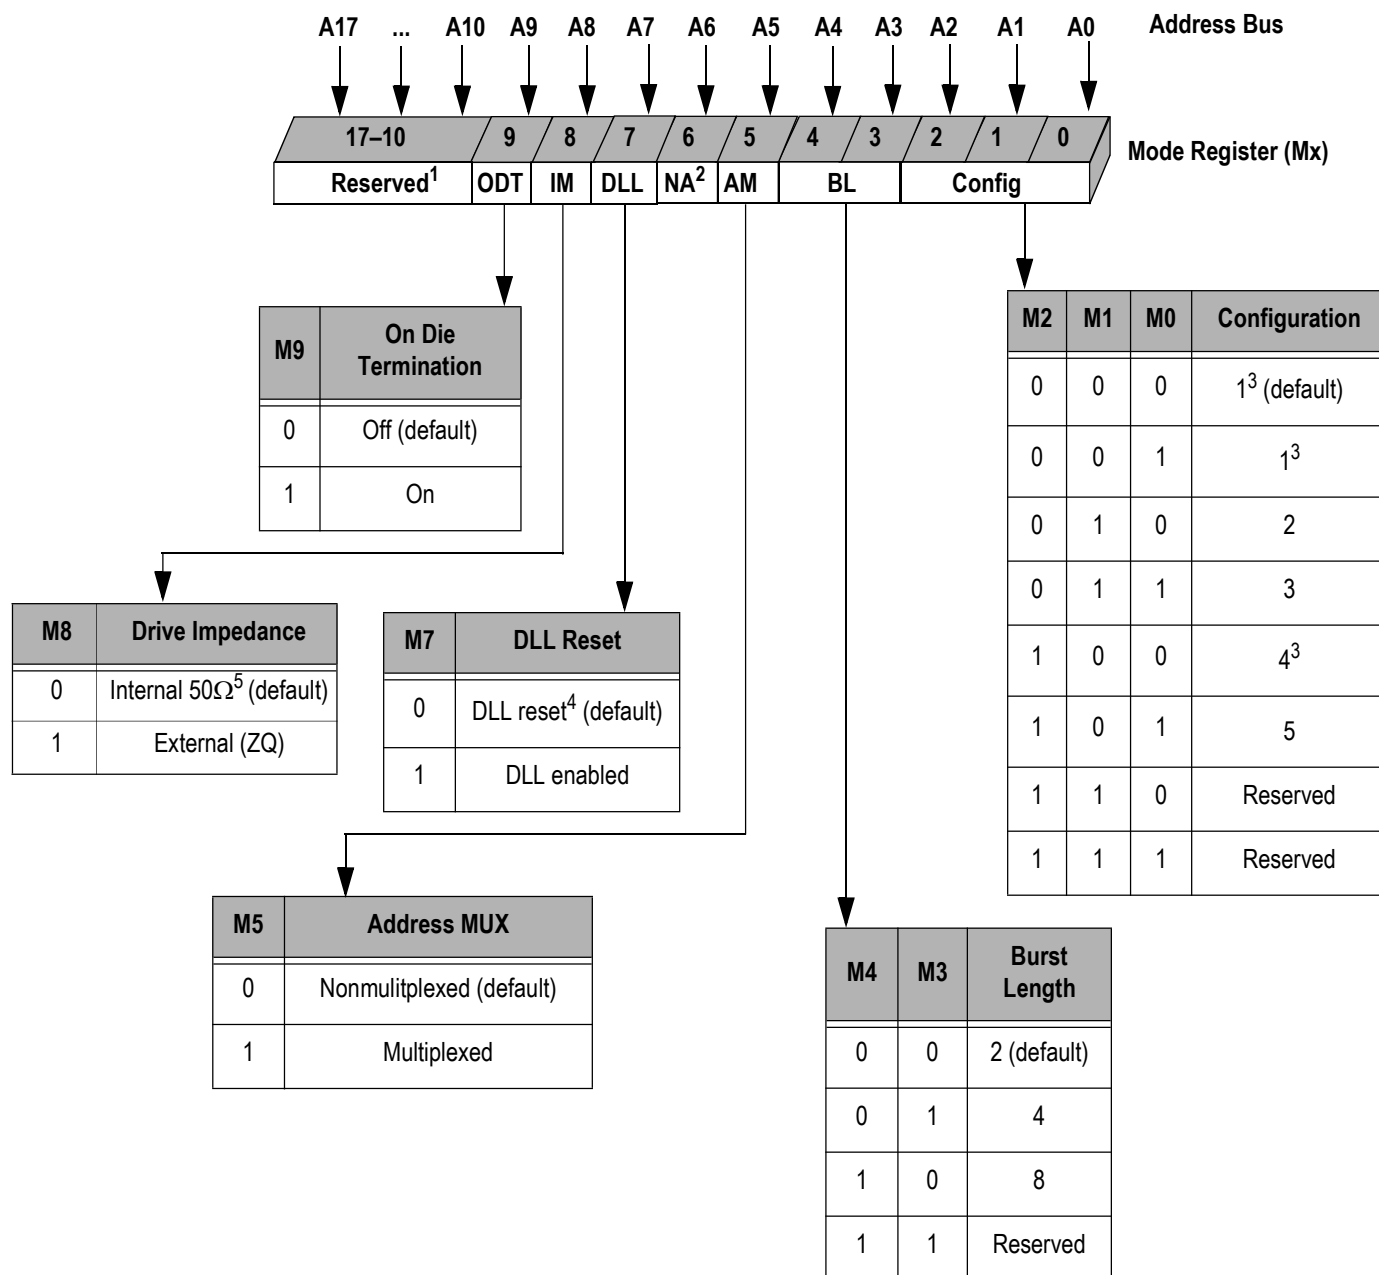 A17 ... A10 A9 A8 A7 A6 A5 A4 A3 A2 A1 A0 Address Bus
17–10 9 8 7 6 5 4 3 2 1 0
Mode Register (Mx)
Reserved1 ODT IM DLL NA2 AM BL Config
M9 On Die Termination
0 Off (default)
1 On
M8 Drive Impedance
0 Internal 50Ω5 (default)
1 External (ZQ)
M7 DLL Reset
0 DLL reset4 (default)
1 DLL enabled
M5 Address MUX
0 Nonmulitplexed (default)
1 Multiplexed
M4 M3 Burst Length
0 0 2 (default)
0 1 4
1 0 8
1 1 Reserved
M2 M1 M0 Configuration
0 0 0 13 (default)
0 0 1 13
0 1 0 2
0 1 1 3
1 0 0 43
1 0 1 5
1 1 0 Reserved
1 1 1 Reserved